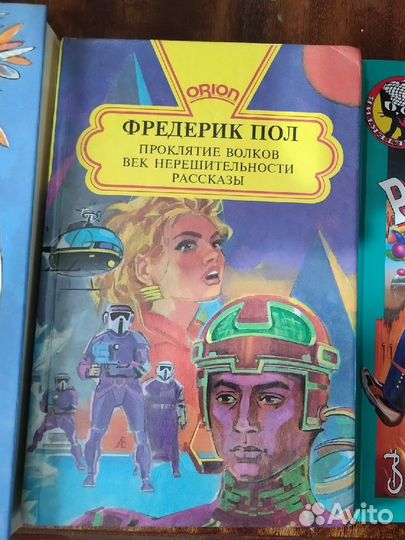 ORION
ФРЕДЕРИК ПОЛ
ПРОКЛЯТИЕ ВОЛКОВ
ВЕК НЕРЕШИТЕЛЬНОСТИ
РАССКАЗЫ
Avito